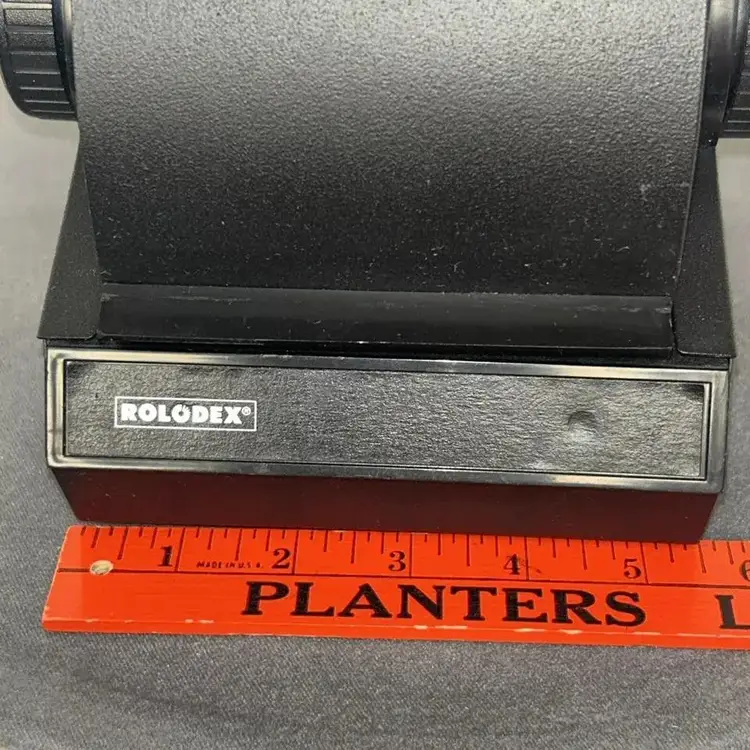 ROLODEX®
1 2 3 4 5 6
MADE IN U.S.A.
PLANTERS L